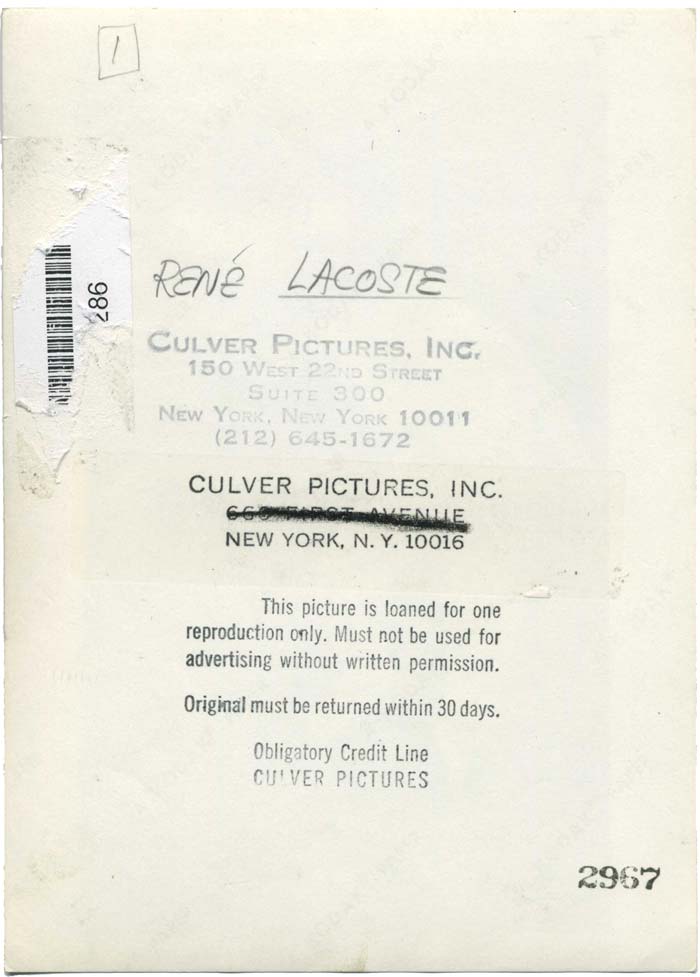 1
RENÉ LACOSTE
286
CULVER PICTURES, INC.
150 WEST 22ND STREET
SUITE 300
NEW YORK, NEW YORK 10011
(212) 645-1672
CULVER PICTURES, INC.
660 FIRST AVENUE
NEW YORK, N. Y. 10016
This picture is loaned for one
reproduction only. Must not be used for
advertising without written permission.
Original must be returned within 30 days.
Obligatory Credit Line
CULVER PICTURES
2967